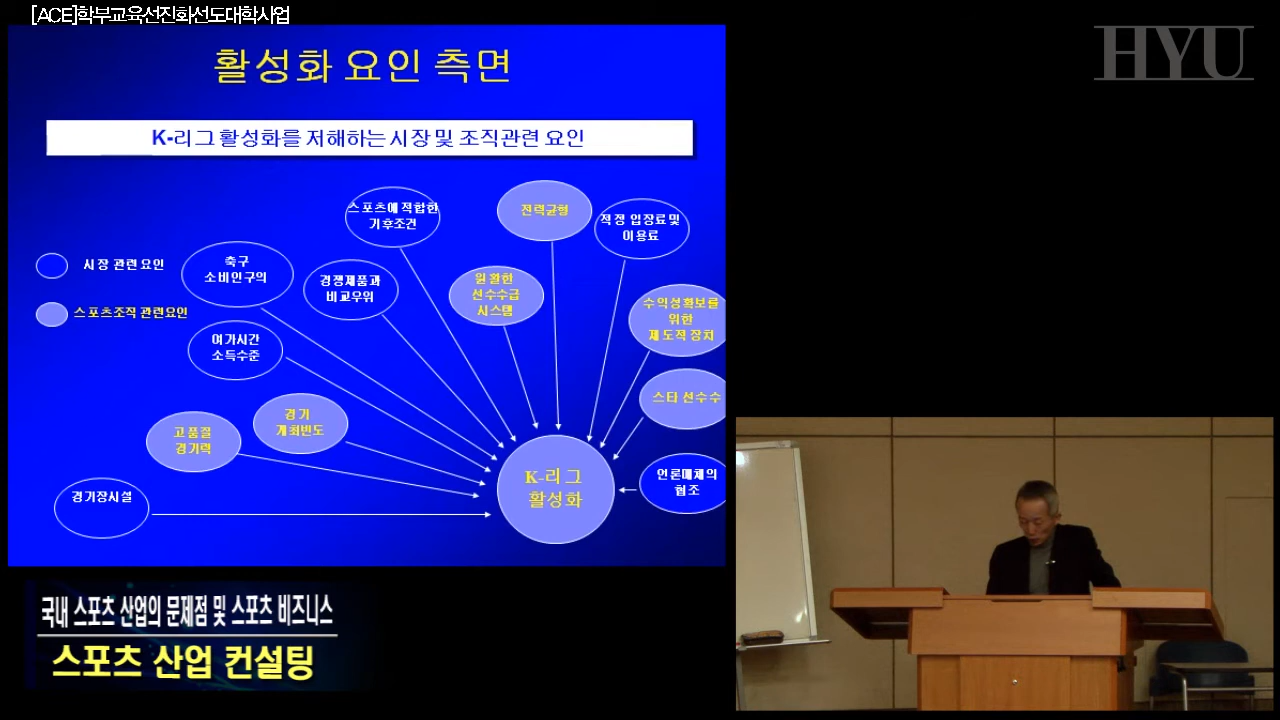 [ACE]학부교육선진화선도대학사업
HYU
활성화 요인 측면
K-리그 활성화를 저해하는 시장 및 조직관련 요인
스포츠에 적합한
기후조건
전력균형
적정 입장료및
이용료
시장 관련 요인
축구
소비인구의
경쟁제품과
비교우위
원활한
선수수급
시스템
수익성확보를
위한
제도적 장치
스포츠조직 관련요인
여가시간
소득수준
스타 선수수
고품질
경기력
경기
개최빈도
경기장시설
K-리그
활성화
언론매체의
협조
국내 스포츠 산업의 문제점 및 스포츠 비즈니스
스포츠 산업 컨설팅